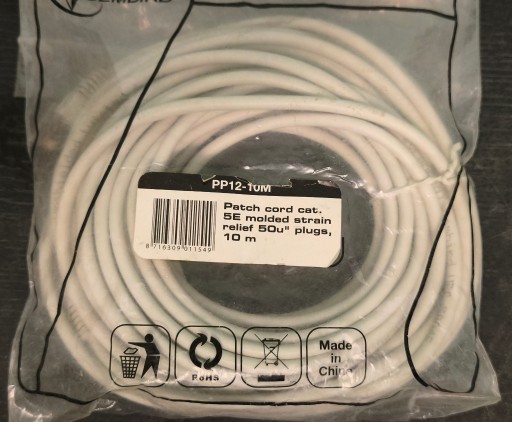 PP12-10M
Patch cord cat.
5E molded strain
relief 50u" plugs,
10 m
8 716309 011549
RoHS
Made
in
China